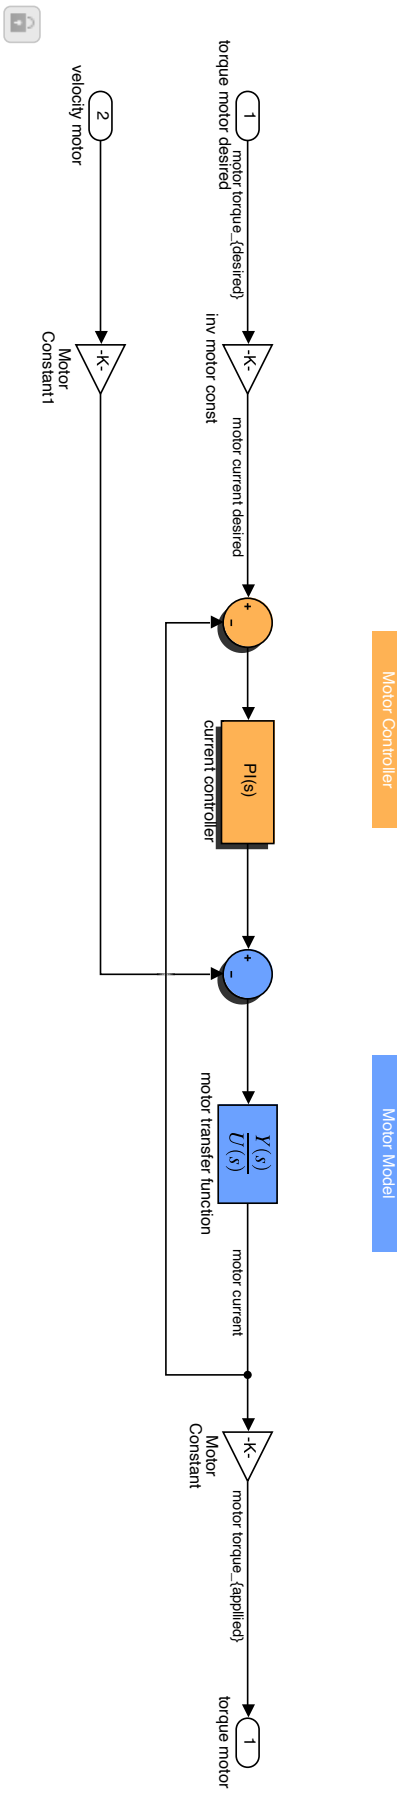 Motor Controller
Motor Model
1
torque motor desired
motor torque_{desired}
-K-
inv motor const
motor current desired
+
−
PI(s)
current controller
+
−
Y(s)
U(s)
motor transfer function
motor current
-K-
Motor
Constant
motor torque_{appllied}
1
torque motor
2
velocity motor
-K-
Motor
Constant1